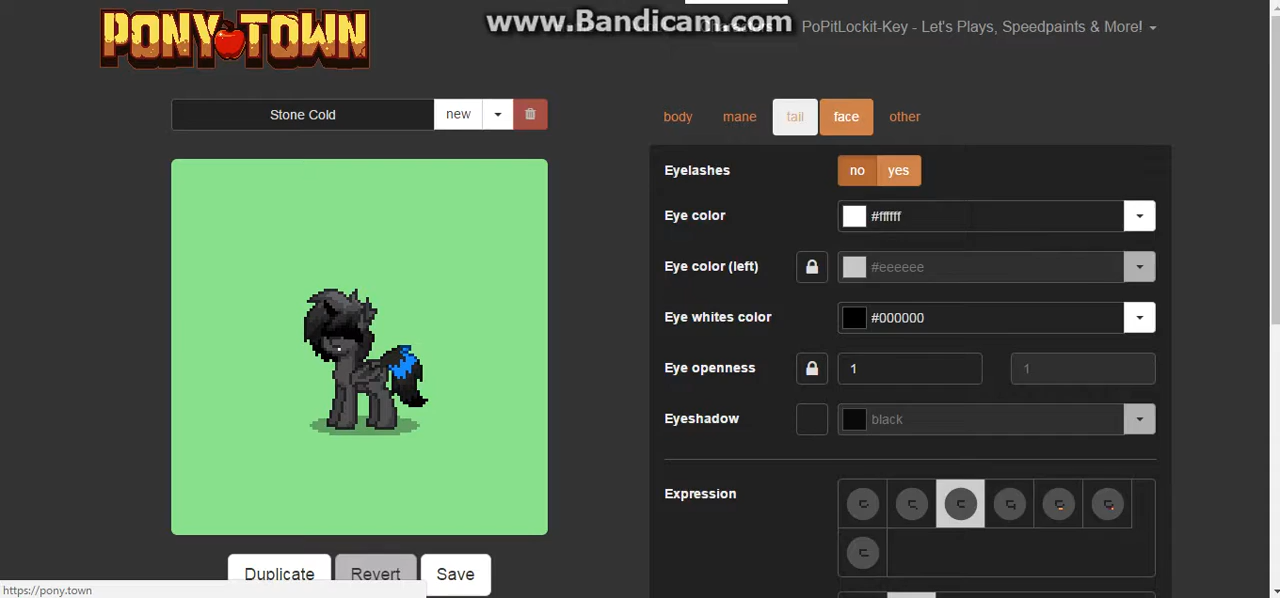 www.Bandicam.com
PONY TOWN
PoPitLockit-Key - Let's Plays, Speedpaints & More!
Stone Cold
new
body
mane
tail
face
other
Eyelashes
no
yes
Eye color
#ffffff
Eye color (left)
#eeeeee
Eye whites color
#000000
Eye openness
1
1
Eyeshadow
black
Expression
Duplicate
Revert
Save
https://pony.town